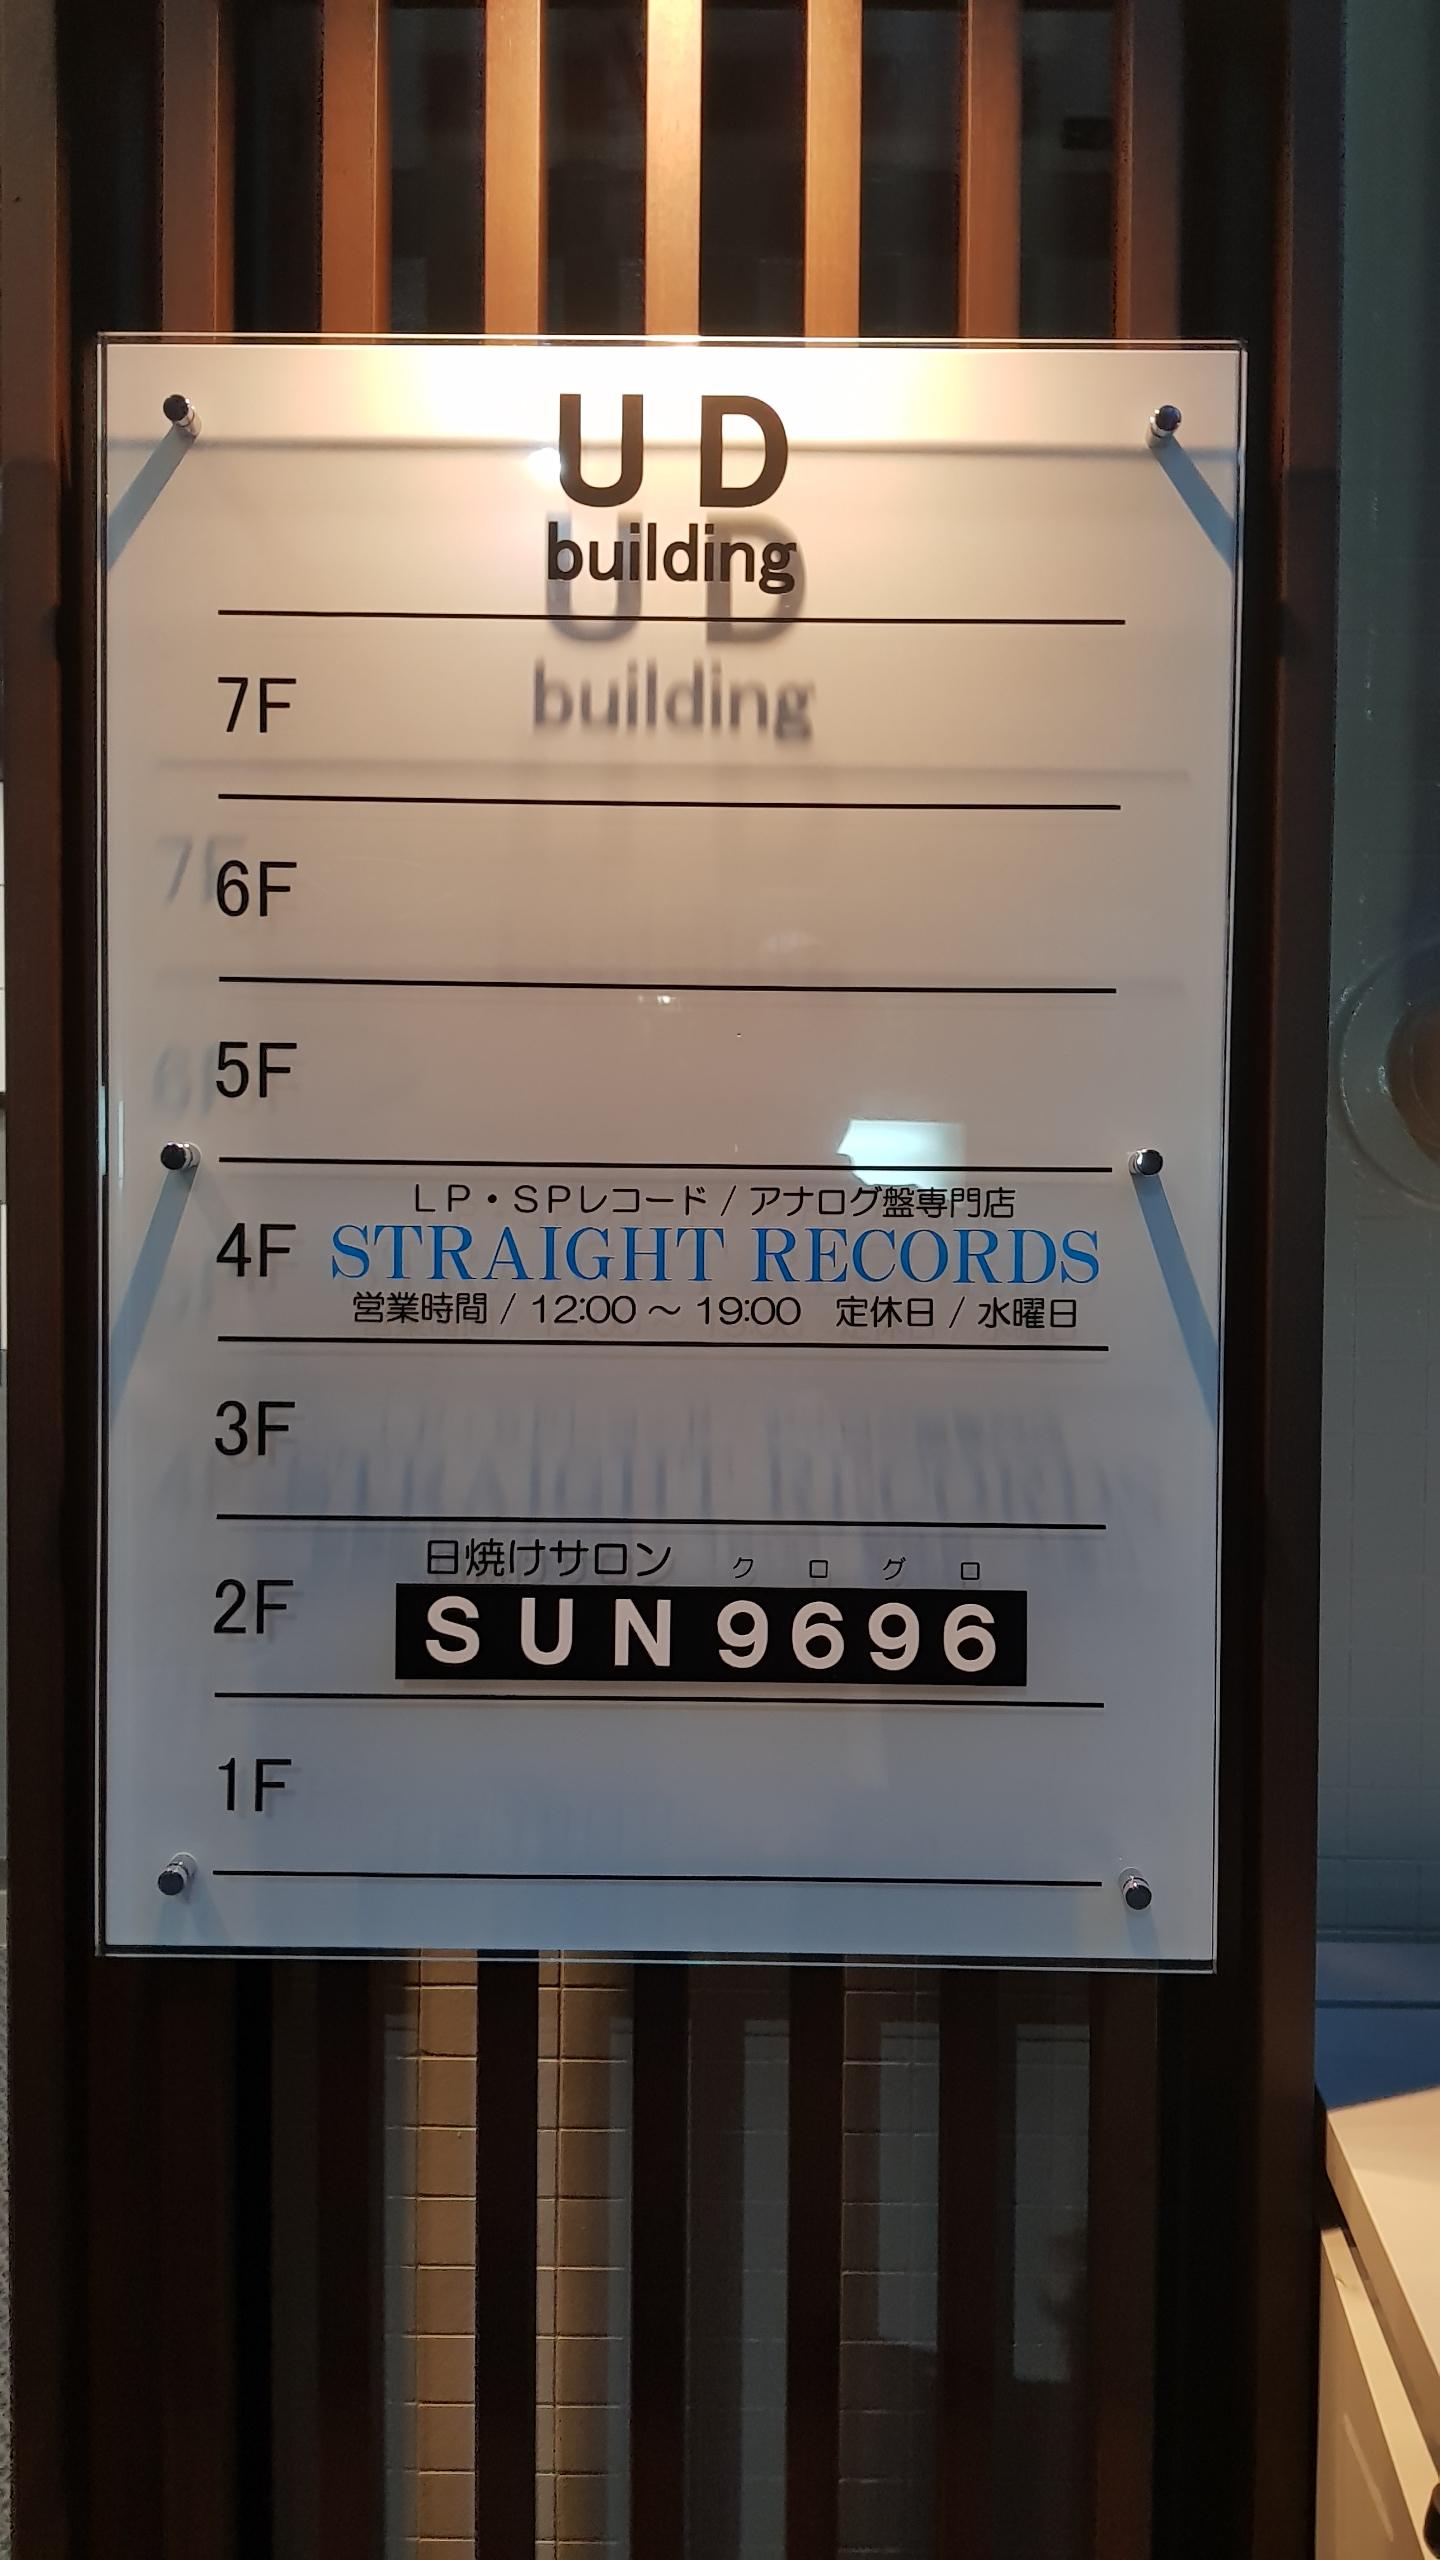 UD
building
7F
6F
5F
LP・SPレコード / アナログ盤専門店
4F STRAIGHT RECORDS
営業時間 / 12:00 ～ 19:00 定休日 / 水曜日
3F
日焼けサロン クログロ
2F SUN 9696
1F